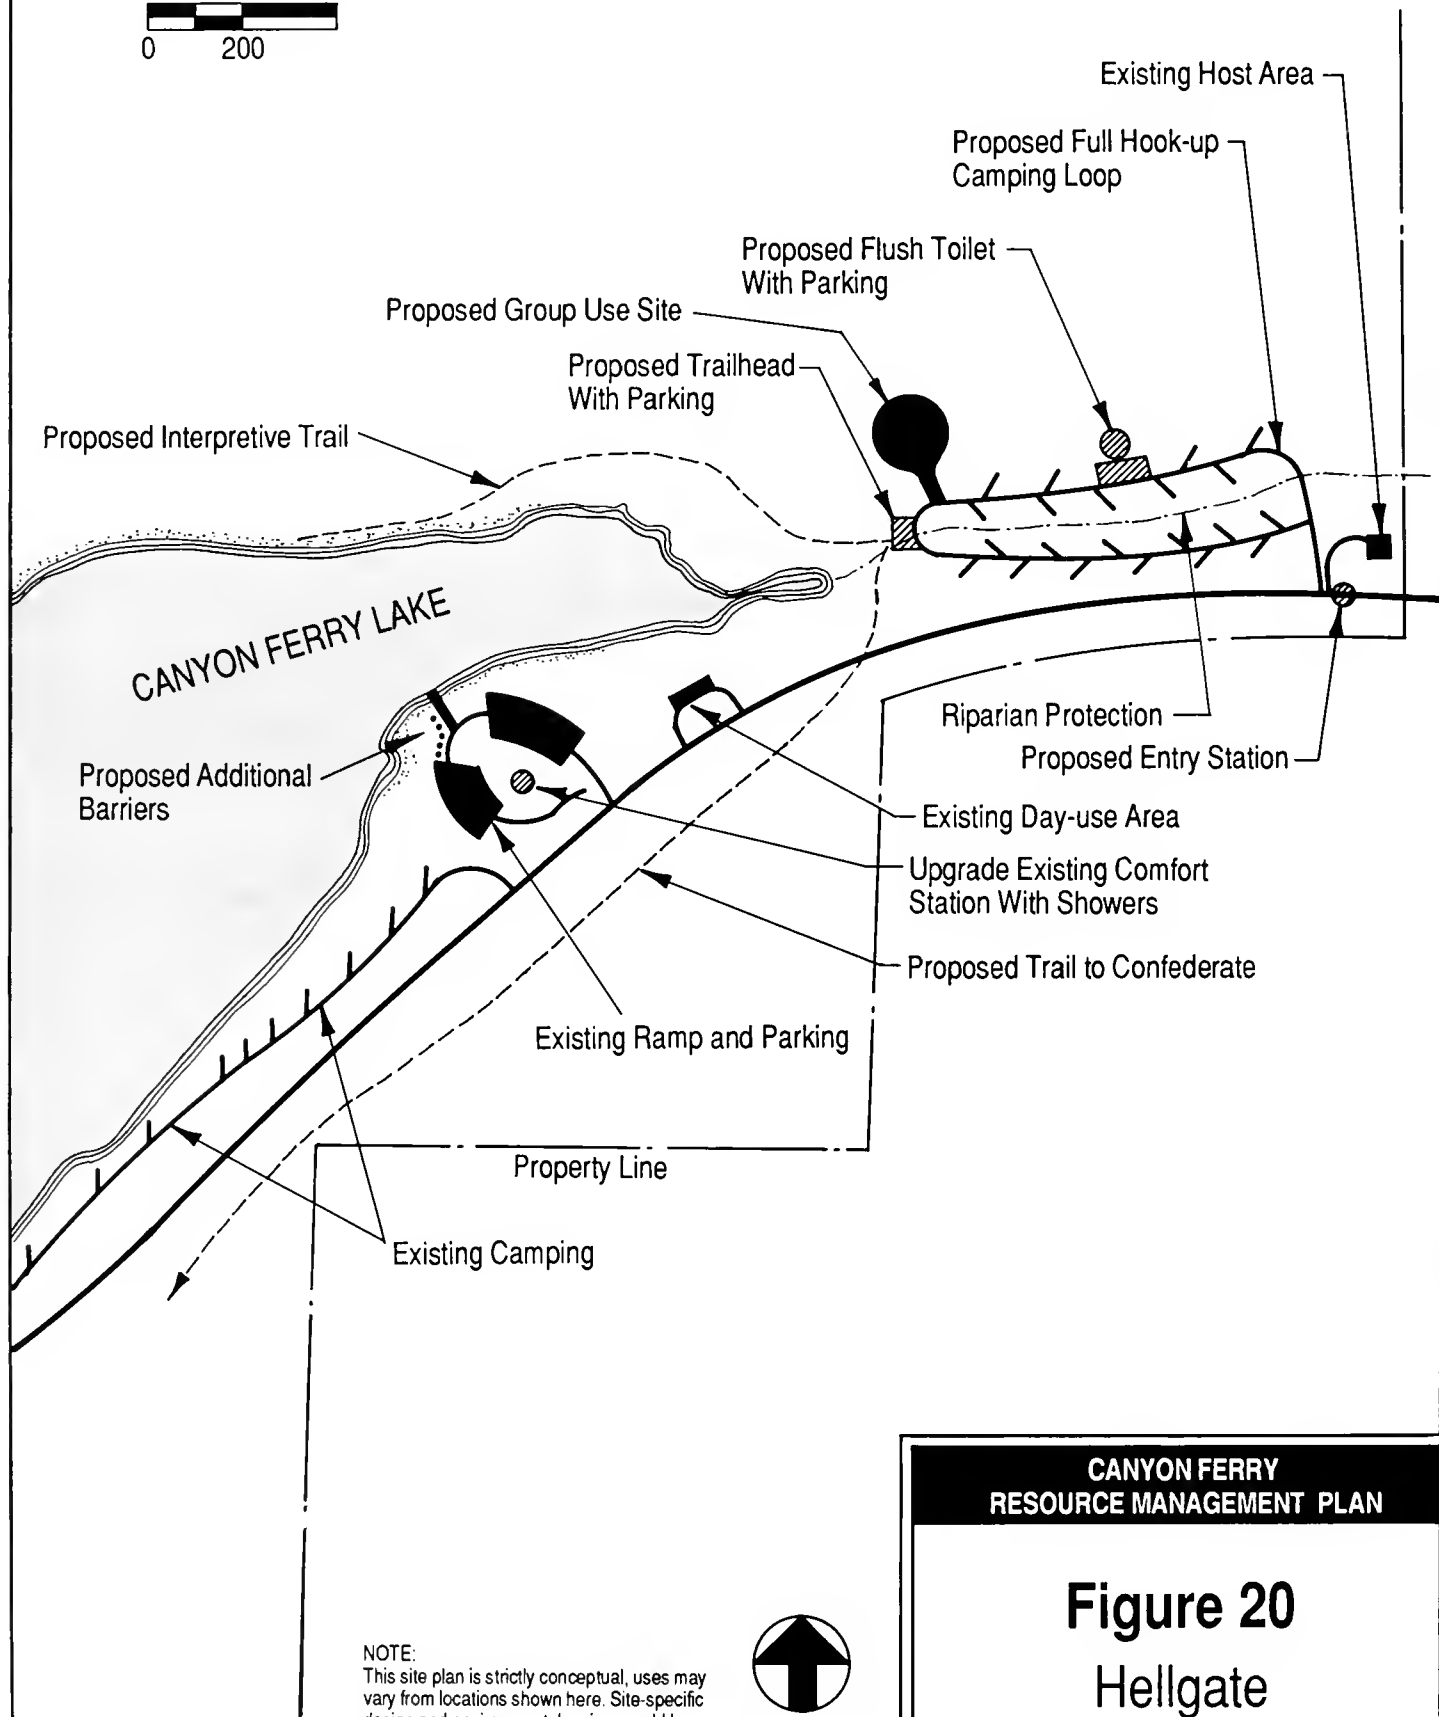 0 200
Existing Host Area
Proposed Full Hook-up
Camping Loop
Proposed Flush Toilet
With Parking
Proposed Group Use Site
Proposed Trailhead
With Parking
Proposed Interpretive Trail
CANYON FERRY LAKE
Riparian Protection
Proposed Entry Station
Proposed Additional
Barriers
Existing Day-use Area
Upgrade Existing Comfort
Station With Showers
Proposed Trail to Confederate
Existing Ramp and Parking
Property Line
Existing Camping
CANYON FERRY
RESOURCE MANAGEMENT PLAN
Figure 20
Hellgate
NOTE:
This site plan is strictly conceptual, uses may
vary from locations shown here. Site-specific